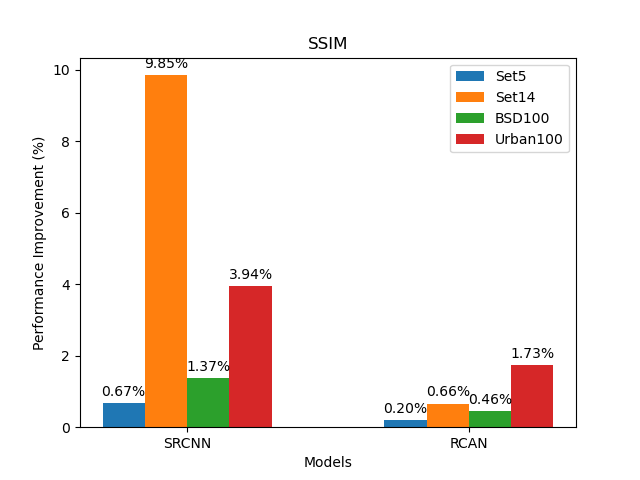 SSIM
Performance Improvement (%)
10
8
6
4
2
0
9.85%
3.94%
1.37%
0.67%
1.73%
0.66%
0.46%
0.20%
Set5
Set14
BSD100
Urban100
SRCNN
RCAN
Models